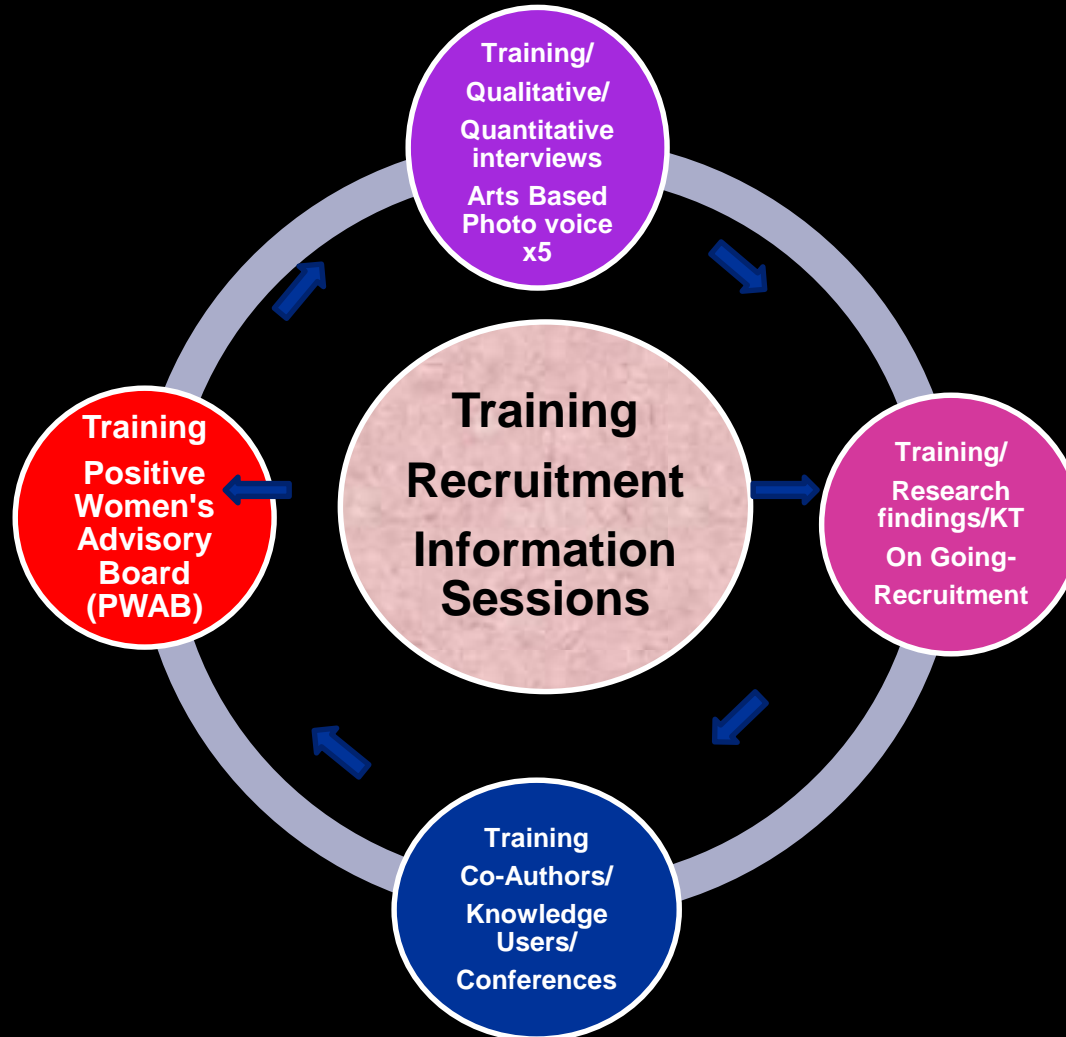 Training/
Qualitative/
Quantitative
interviews
Arts Based
Photo voice
x5
Training
Recruitment
Information
Sessions
Training
Positive
Women's
Advisory
Board
(PWAB)
Training/
Research
findings/KT
On Going-
Recruitment
Training
Co-Authors/
Knowledge
Users/
Conferences